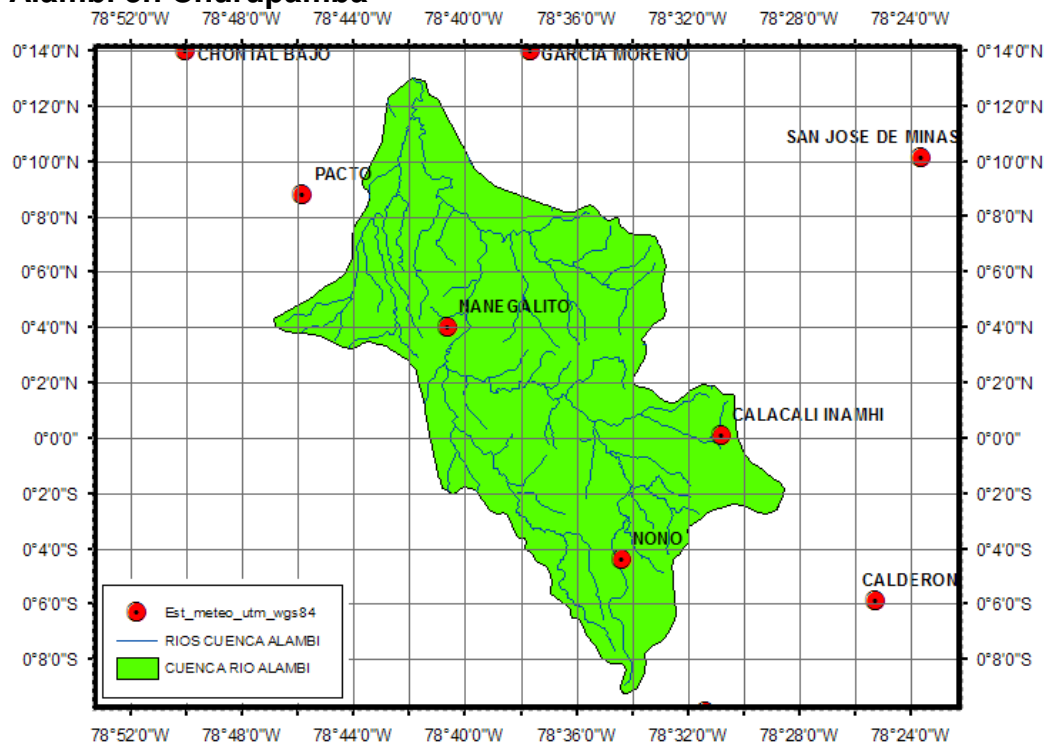 Alambi en Churupamba
78°52'0"W 78°48'0"W 78°44'0"W 78°40'0"W 78°36'0"W 78°32'0"W 78°28'0"W 78°24'0"W
0°14'0"N CHONTAL BAJO GARCIA MORENO 0°14'0"N
0°12'0"N 0°12'0"N
SAN JOSE DE MINAS
0°10'0"N 0°10'0"N
PACTO
0°8'0"N 0°8'0"N
0°6'0"N 0°6'0"N
NANEGALITO
0°4'0"N 0°4'0"N
0°2'0"N 0°2'0"N
CALACALI INAMHI
0°0'0" 0°0'0"
0°2'0"S 0°2'0"S
NONO
0°4'0"S 0°4'0"S
CALDERON
0°6'0"S 0°6'0"S
Est_meteo_utm_wgs84
RIOS CUENCA ALAMBI
0°8'0"S CUENCA RIO ALAMBI 0°8'0"S
78°52'0"W 78°48'0"W 78°44'0"W 78°40'0"W 78°36'0"W 78°32'0"W 78°28'0"W 78°24'0"W